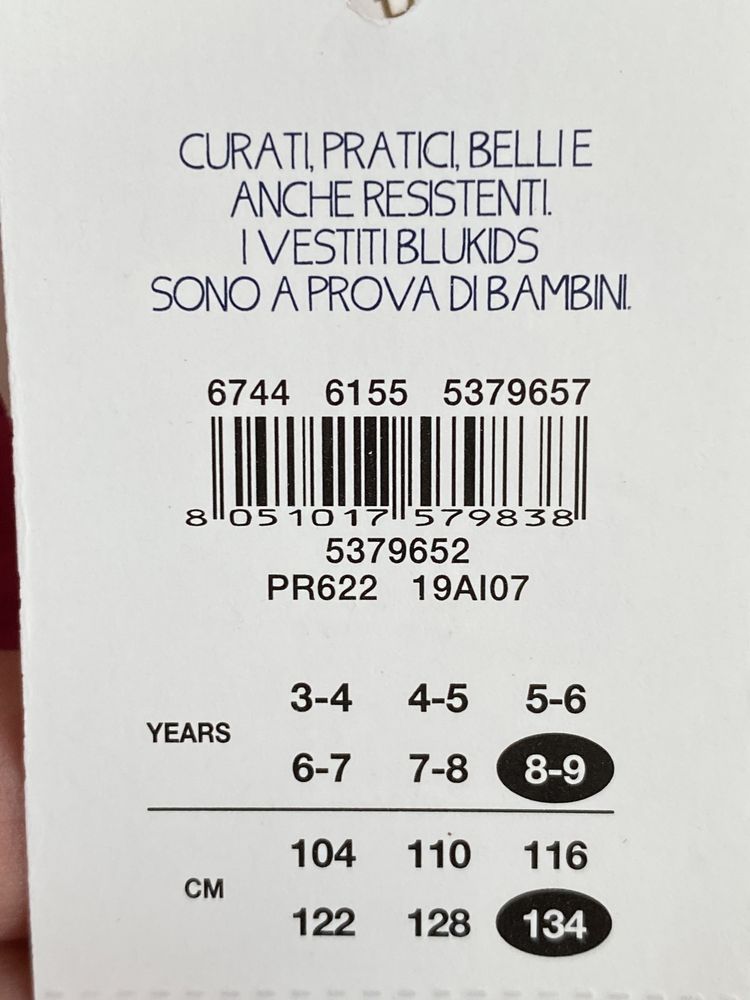 CURATI, PRATICI, BELLI E
ANCHE RESISTENTI.
I VESTITI BLUKIDS
SONO A PROVA DI BAMBINI.
6744 6155 5379657
8 051017 579838
5379652
PR622 19AI07
3-4 4-5 5-6
YEARS
6-7 7-8 8-9
104 110 116
CM
122 128 134